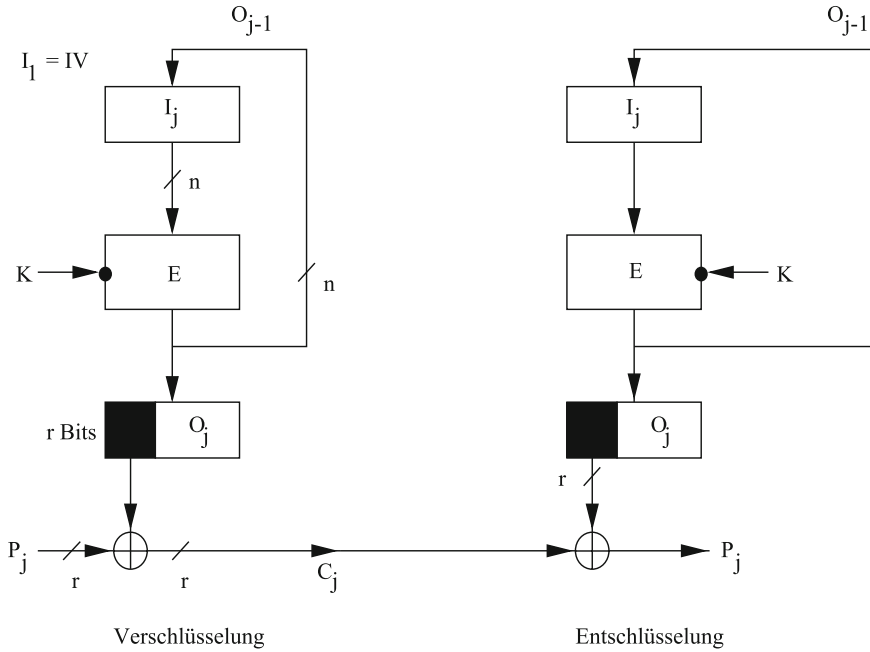 O_{j-1}
O_{j-1}
I_1 = IV
I_j
I_j
n
K
E
n
E
K
r Bits
O_j
O_j
r
P_j
r
r
C_j
P_j
Verschlüsselung
Entschlüsselung